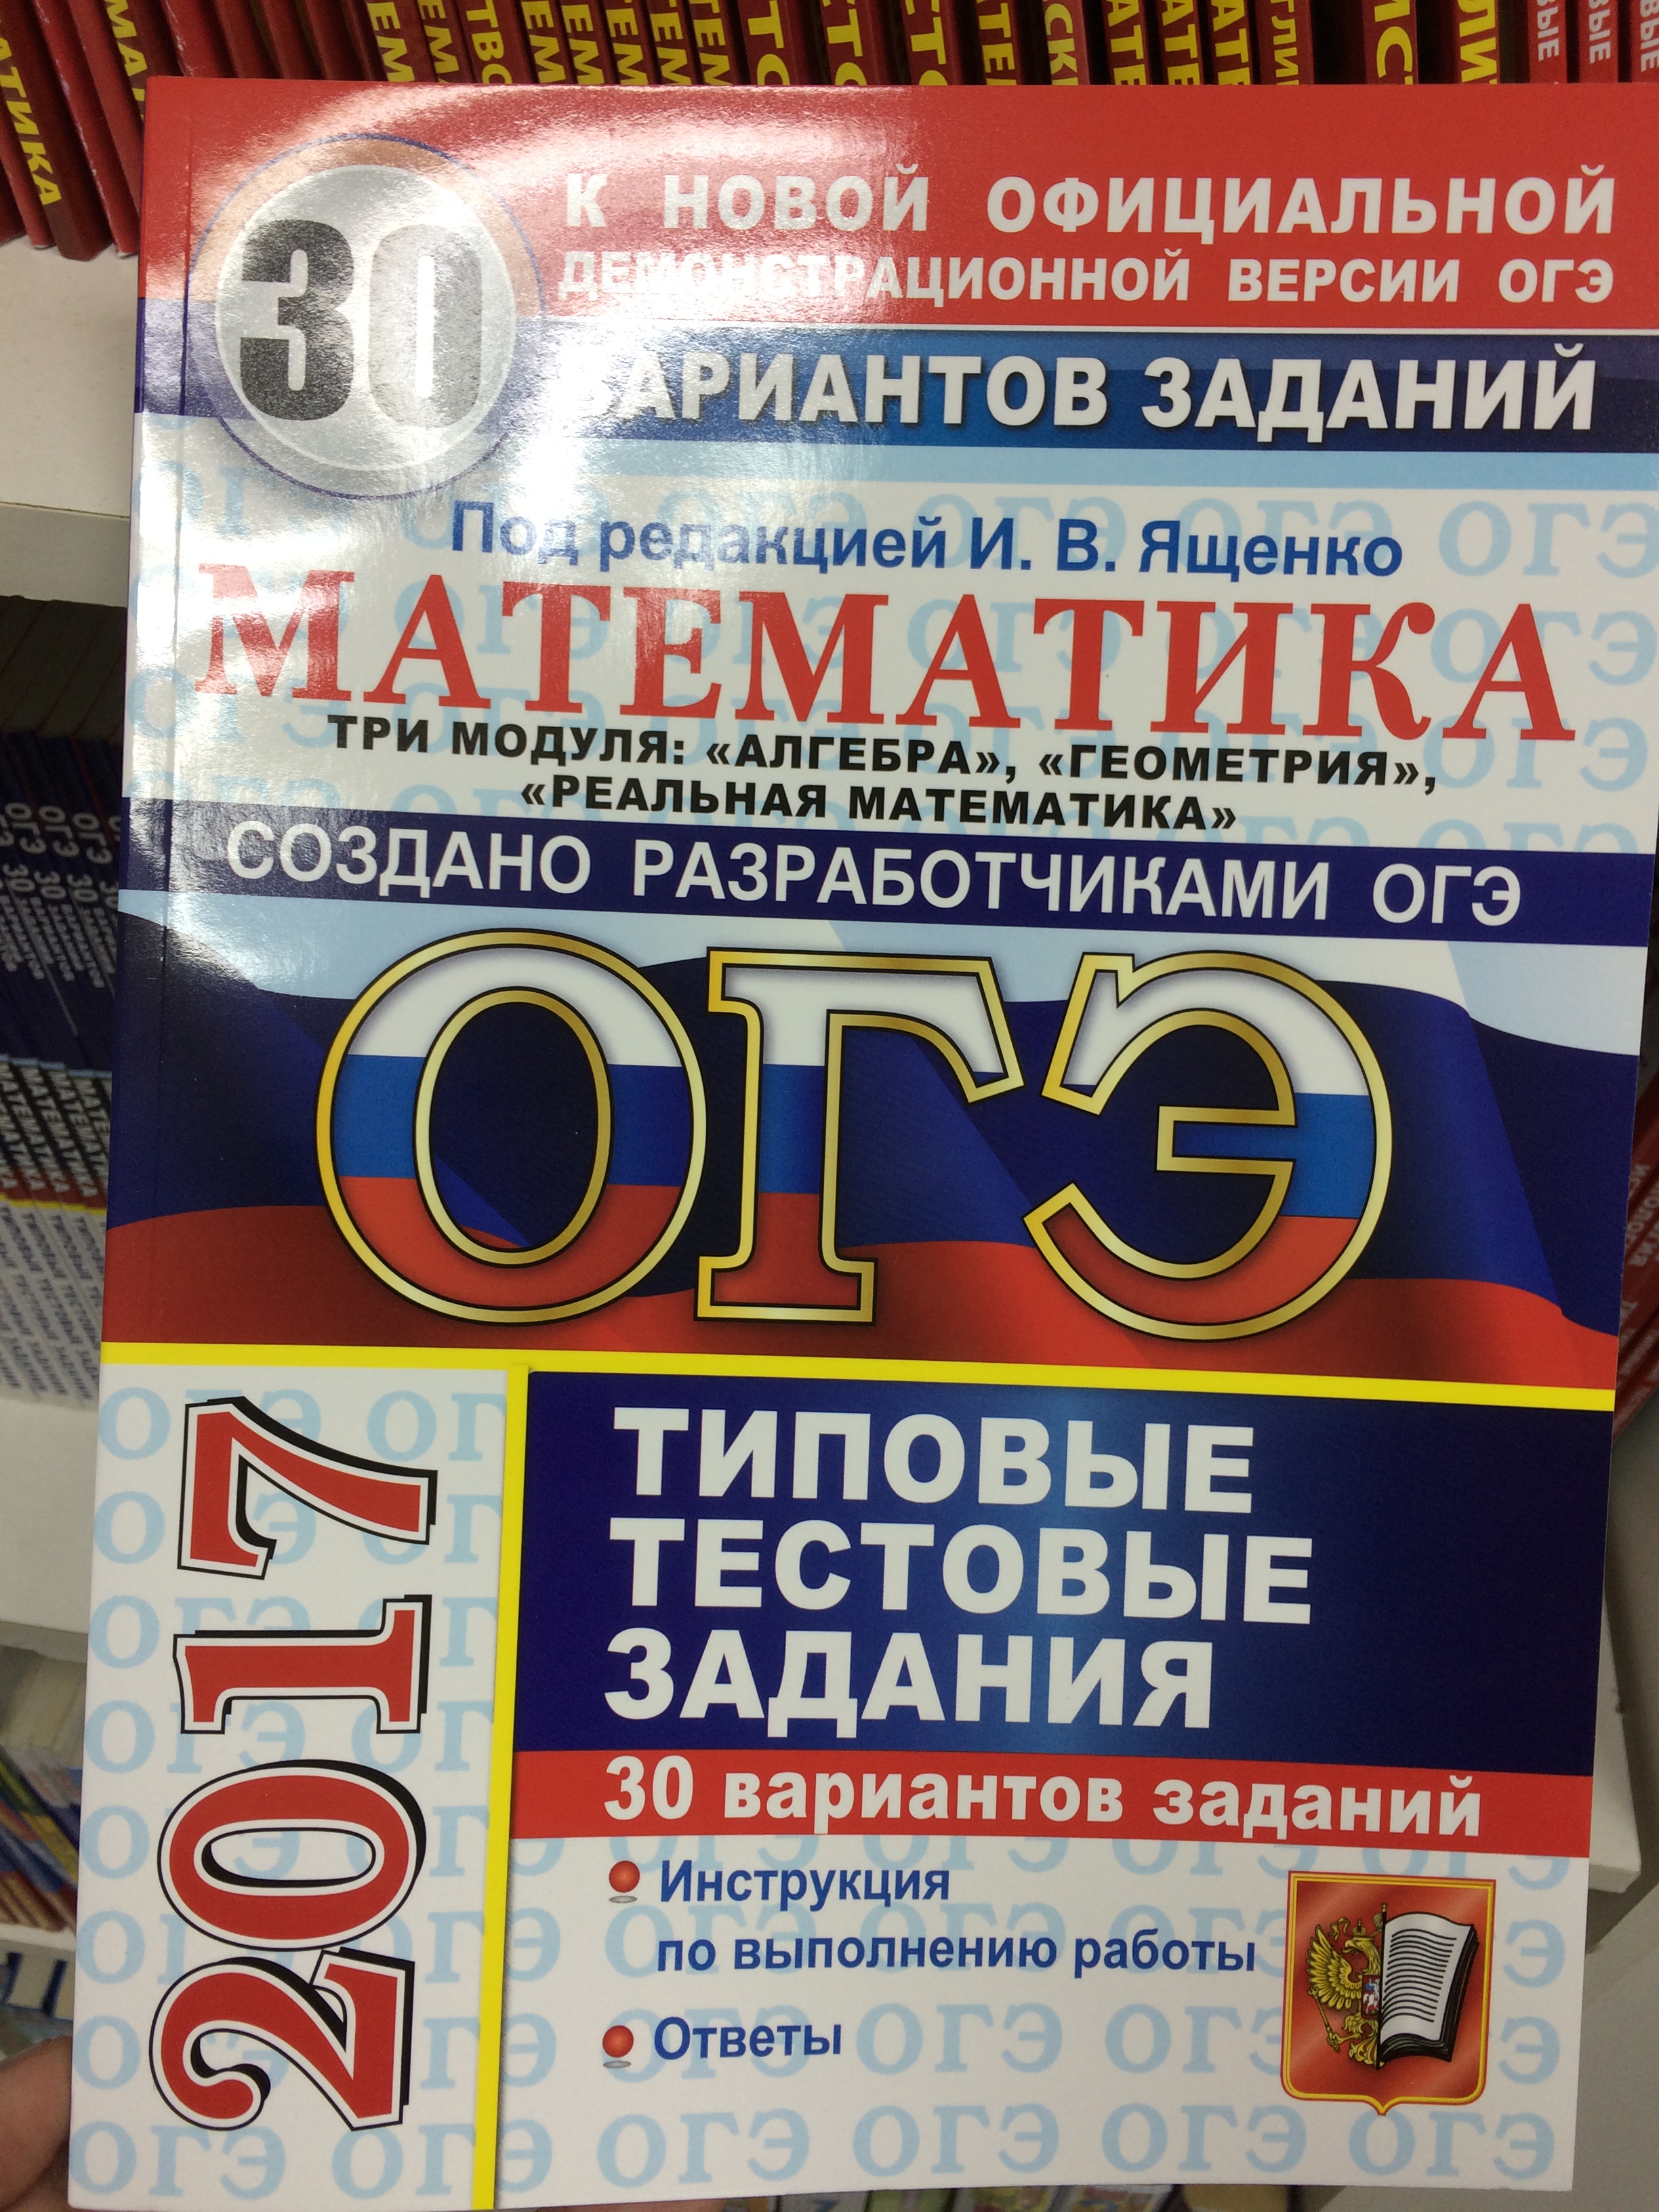 30
К НОВОЙ ОФИЦИАЛЬНОЙ
ДЕМОНСТРАЦИОННОЙ ВЕРСИИ ОГЭ
ВАРИАНТОВ ЗАДАНИЙ
Под редакцией И. В. Ященко
МАТЕМАТИКА
ТРИ МОДУЛЯ: «АЛГЕБРА», «ГЕОМЕТРИЯ»,
«РЕАЛЬНАЯ МАТЕМАТИКА»
СОЗДАНО РАЗРАБОТЧИКАМИ ОГЭ
ОГЭ
2017
ТИПОВЫЕ
ТЕСТОВЫЕ
ЗАДАНИЯ
30 вариантов заданий
Инструкция
по выполнению работы
Ответы